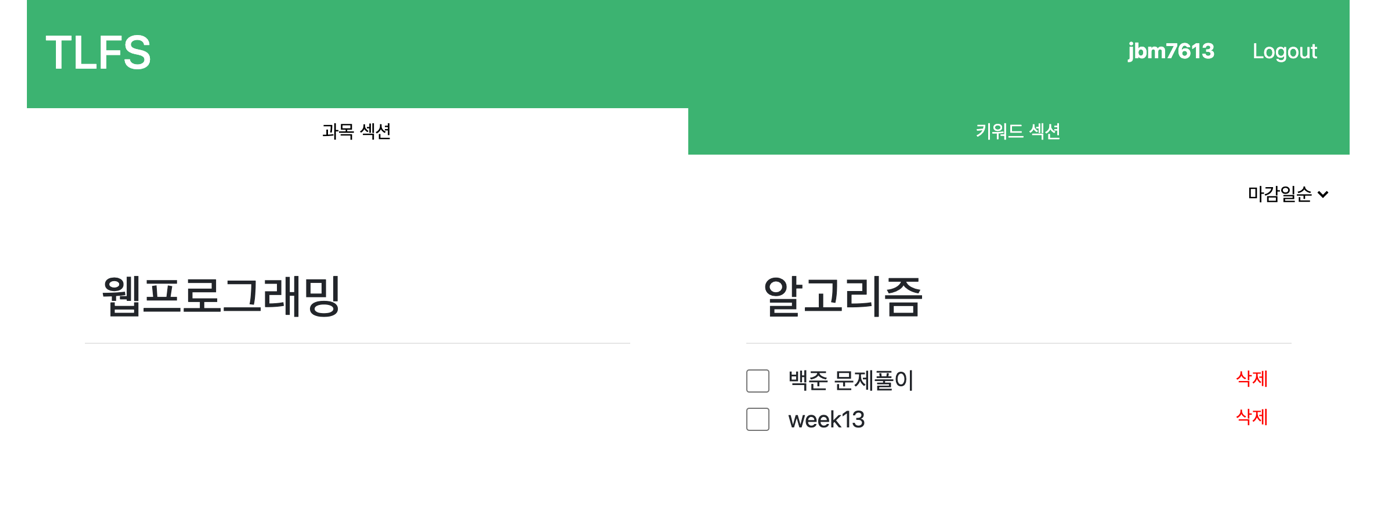 TLFS
jbm7613 Logout
과목 섹션
키워드 섹션
마감일순
웹프로그래밍
알고리즘
백준 문제풀이 삭제
week13 삭제